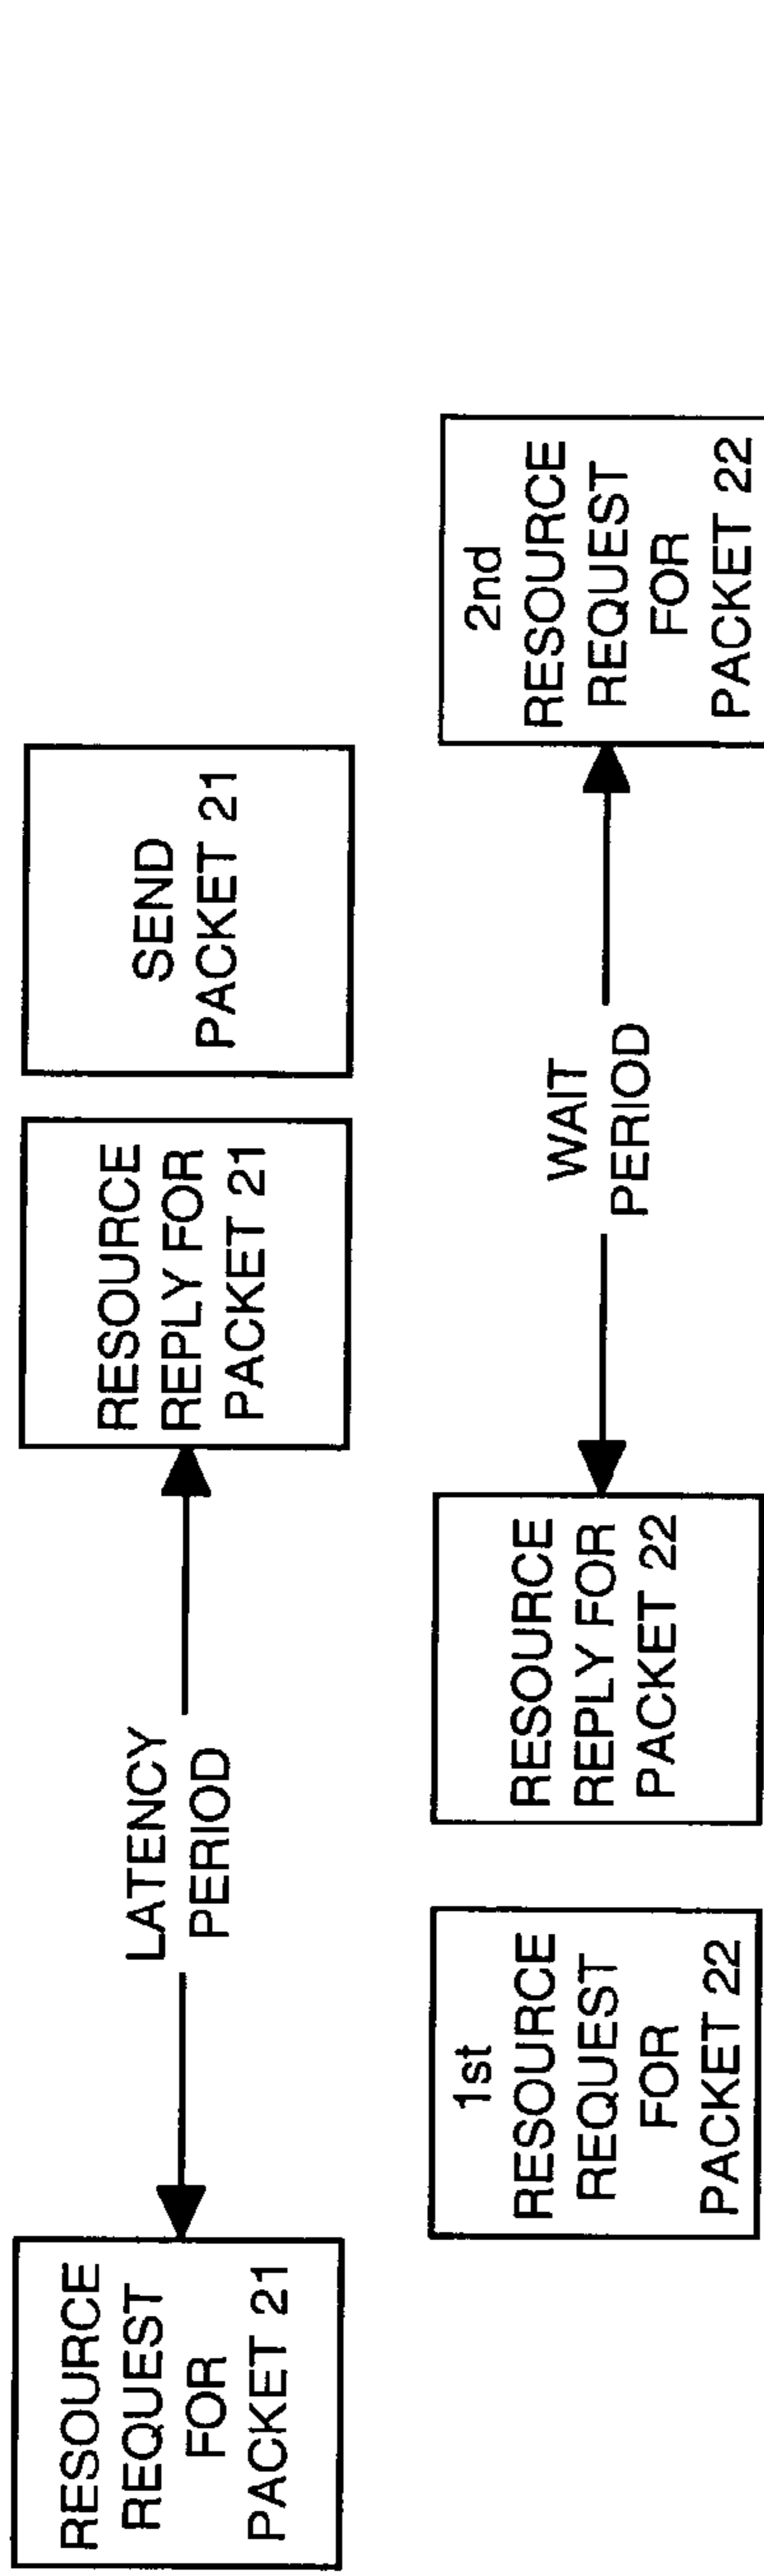 RESOURCE
REQUEST
FOR
PACKET 21
LATENCY
PERIOD
RESOURCE
REPLY FOR
PACKET 21
SEND
PACKET 21
1st
RESOURCE
REQUEST
FOR
PACKET 22
RESOURCE
REPLY FOR
PACKET 22
WAIT
PERIOD
2nd
RESOURCE
REQUEST
FOR
PACKET 22